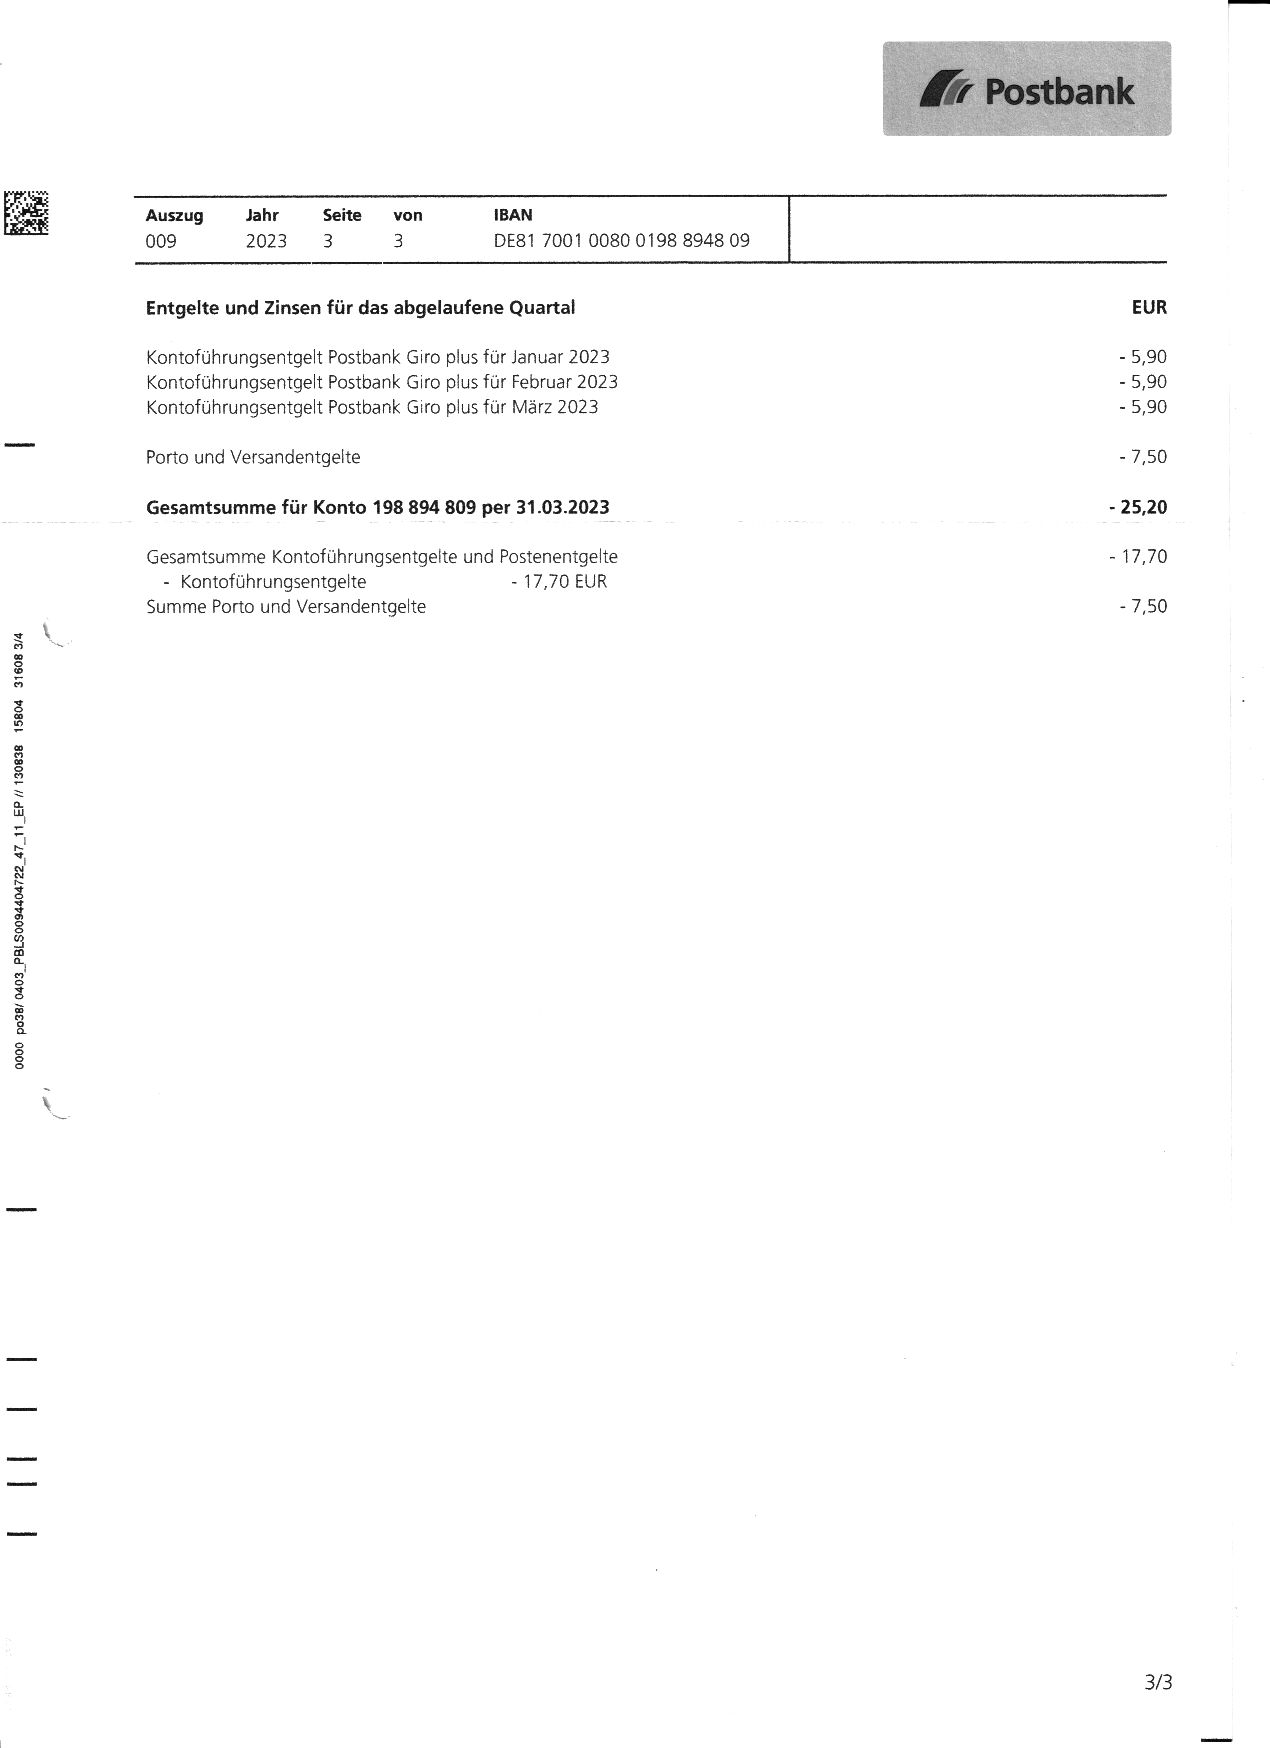 Postbank
Auszug Jahr Seite von IBAN
009 2023 3 3 DE81 7001 0080 0198 8948 09
Entgelte und Zinsen für das abgelaufene Quartal EUR
Kontoführungsentgelt Postbank Giro plus für Januar 2023 - 5,90
Kontoführungsentgelt Postbank Giro plus für Februar 2023 - 5,90
Kontoführungsentgelt Postbank Giro plus für März 2023 - 5,90
Porto und Versandentgelte - 7,50
Gesamtsumme für Konto 198 894 809 per 31.03.2023 - 25,20
Gesamtsumme Kontoführungsentgelte und Postenentgelte - 17,70
- Kontoführungsentgelte - 17,70 EUR
Summe Porto und Versandentgelte - 7,50
0000 po38/ 0403_PBLS0094404722_47_11_EP // 130838 15804 31608 3/4
3/3